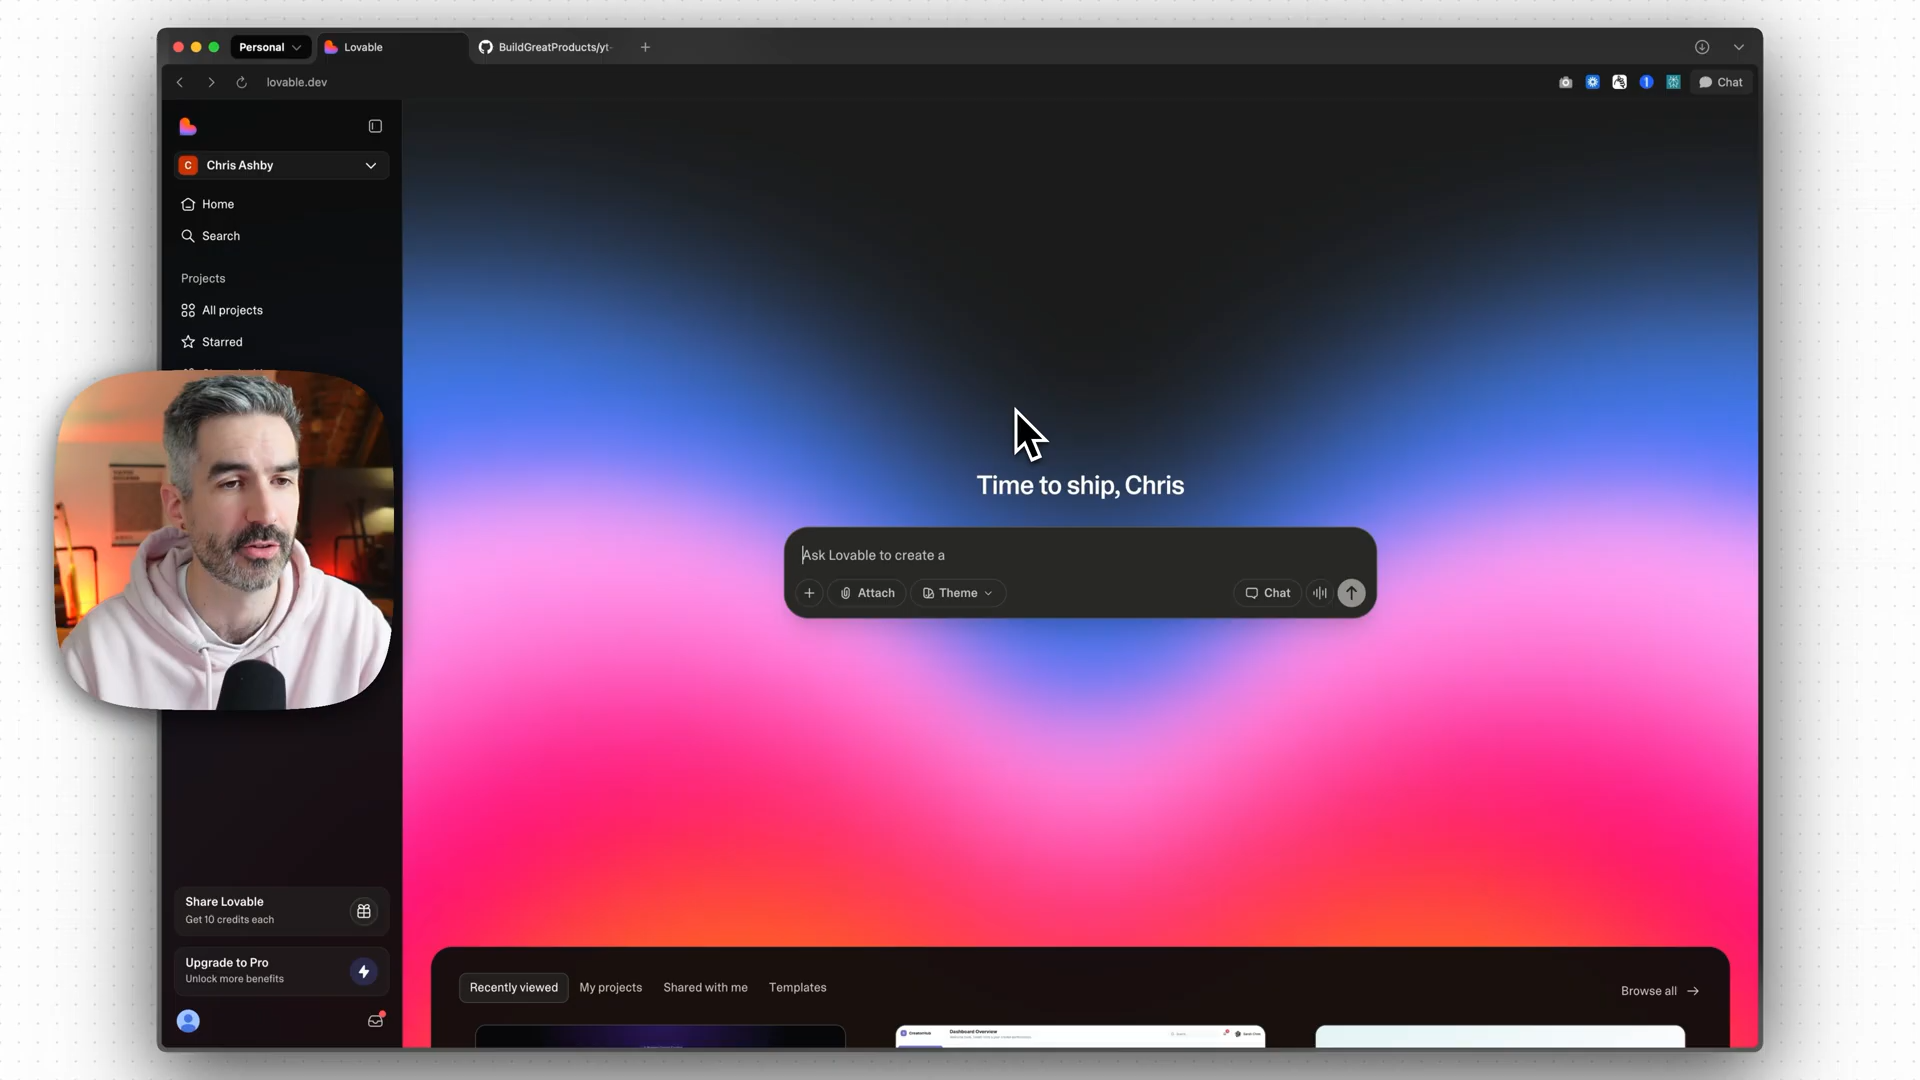 Personal
Lovable
BuildGreatProducts/yt-
lovable.dev
Chat
C
Chris Ashby
Home
Search
Projects
All projects
Starred
Time to ship, Chris
Ask Lovable to create a
Attach
Theme
Chat
Share Lovable
Get 10 credits each
Upgrade to Pro
Unlock more benefits
Recently viewed
My projects
Shared with me
Templates
Browse all
Dashboard Overview